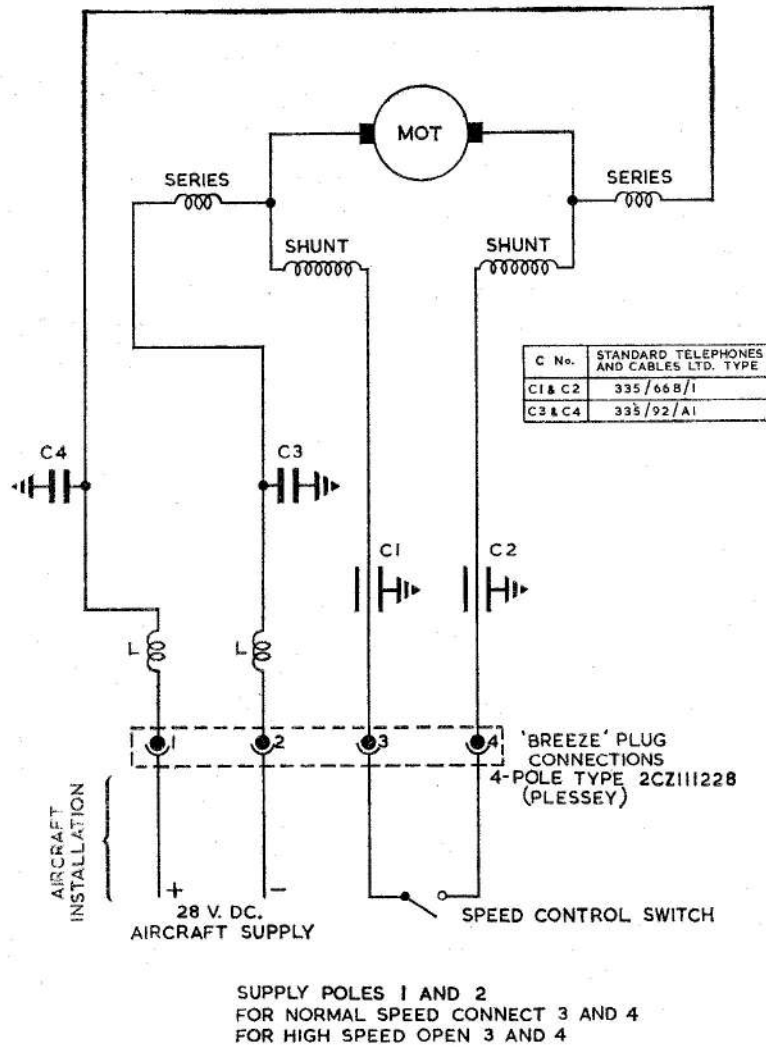 MOT
SERIES
SERIES
SHUNT
SHUNT
C No.
STANDARD TELEPHONES
AND CABLES LTD. TYPE
C1 & C2
335/66B/1
C3 & C4
335/92/A1
C4
C3
C1
C2
L
L
1
2
3
4
'BREEZE' PLUG
CONNECTIONS
4-POLE TYPE 2CZ111228
(PLESSEY)
AIRCRAFT
INSTALLATION
+
−
28 V. DC.
AIRCRAFT SUPPLY
SPEED CONTROL SWITCH
SUPPLY POLES 1 AND 2
FOR NORMAL SPEED CONNECT 3 AND 4
FOR HIGH SPEED OPEN 3 AND 4